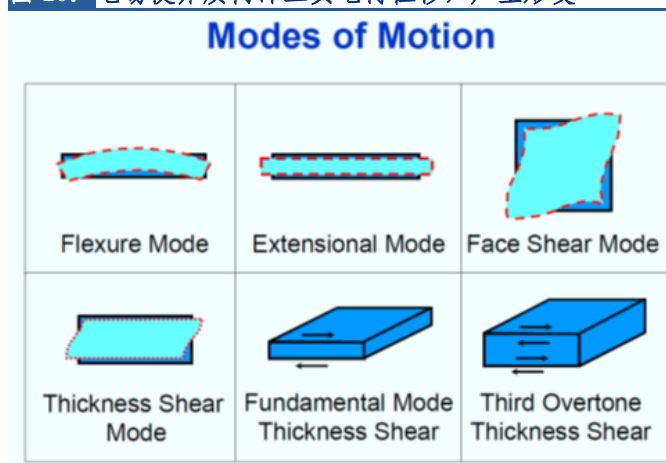 Modes of Motion
Flexure Mode
Extensional Mode
Face Shear Mode
Thickness Shear
Mode
Fundamental Mode
Thickness Shear
Third Overtone
Thickness Shear